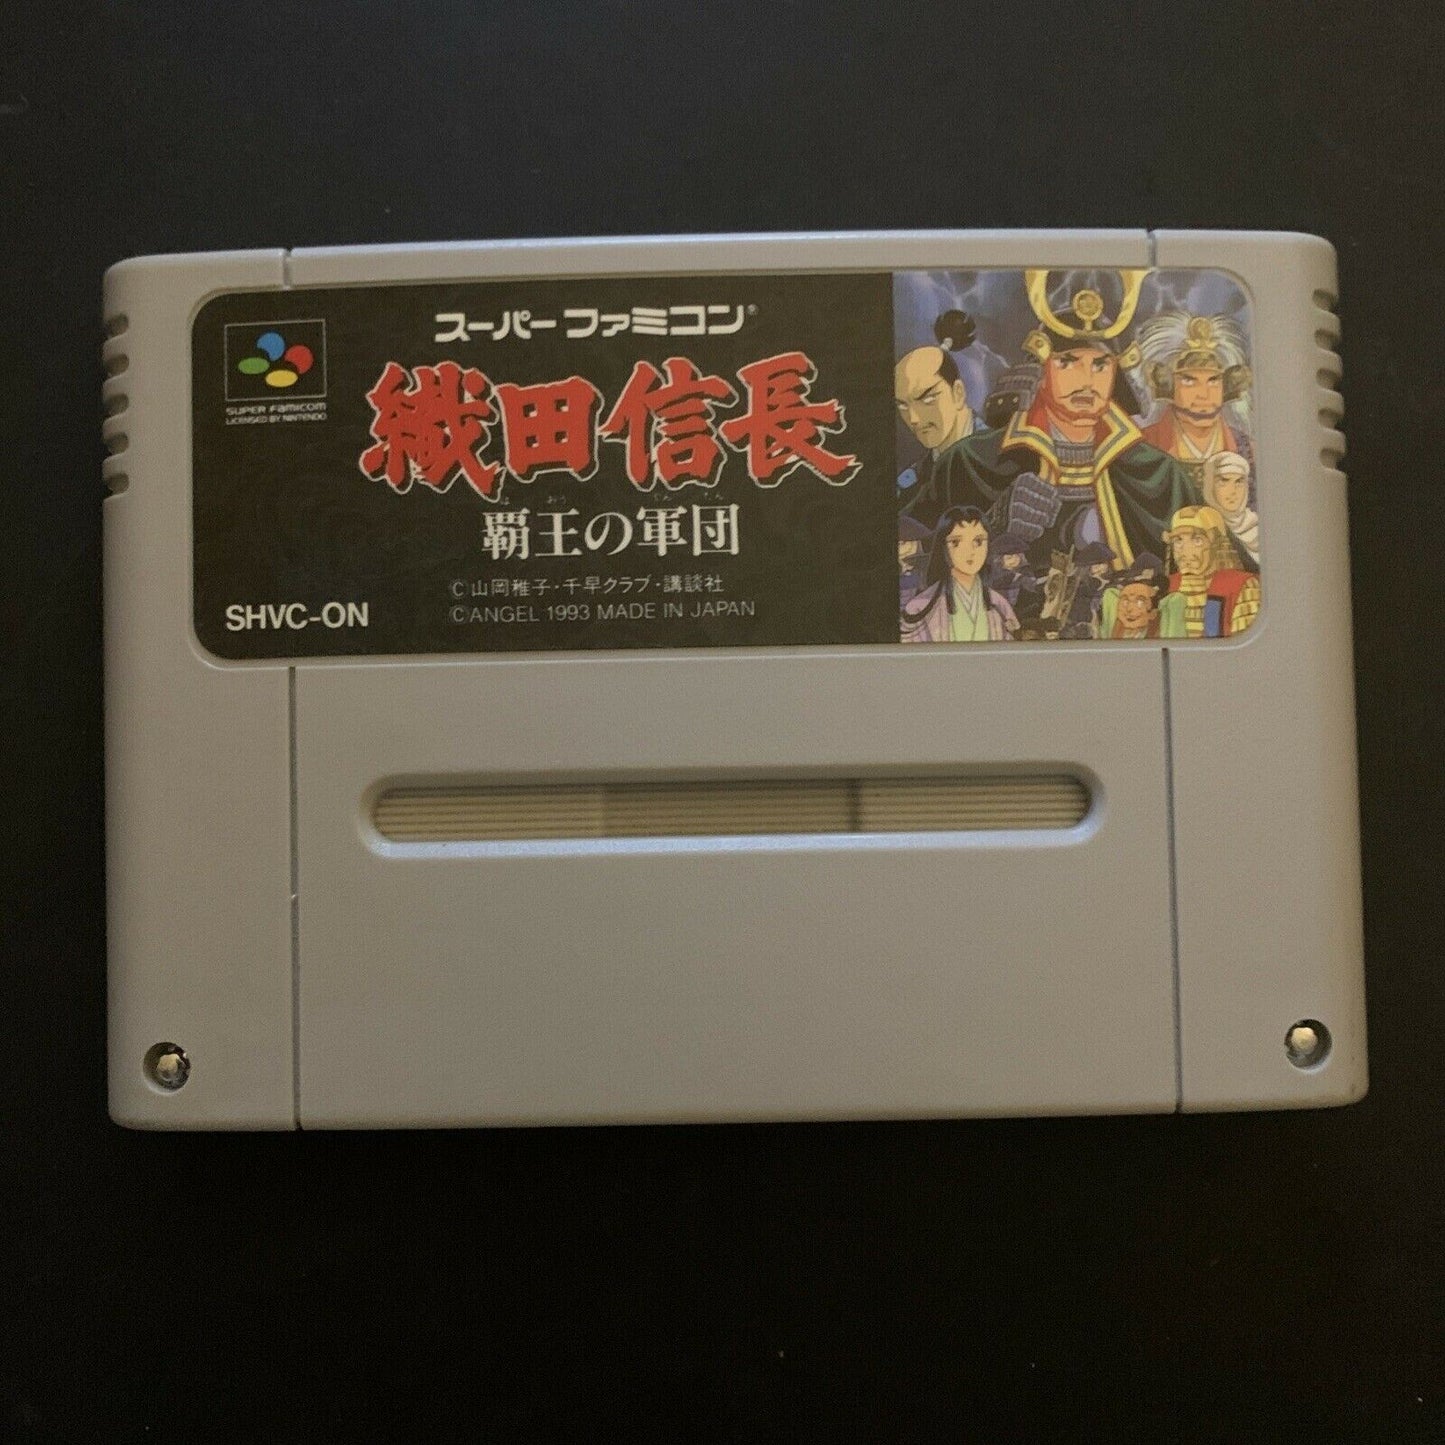 スーパーファミコン®
SUPER FAMICOM
LICENSED BY NINTENDO
織田信長
覇王の軍団
©山岡稚子・千早クラブ・講談社
©ANGEL 1993 MADE IN JAPAN
SHVC-ON